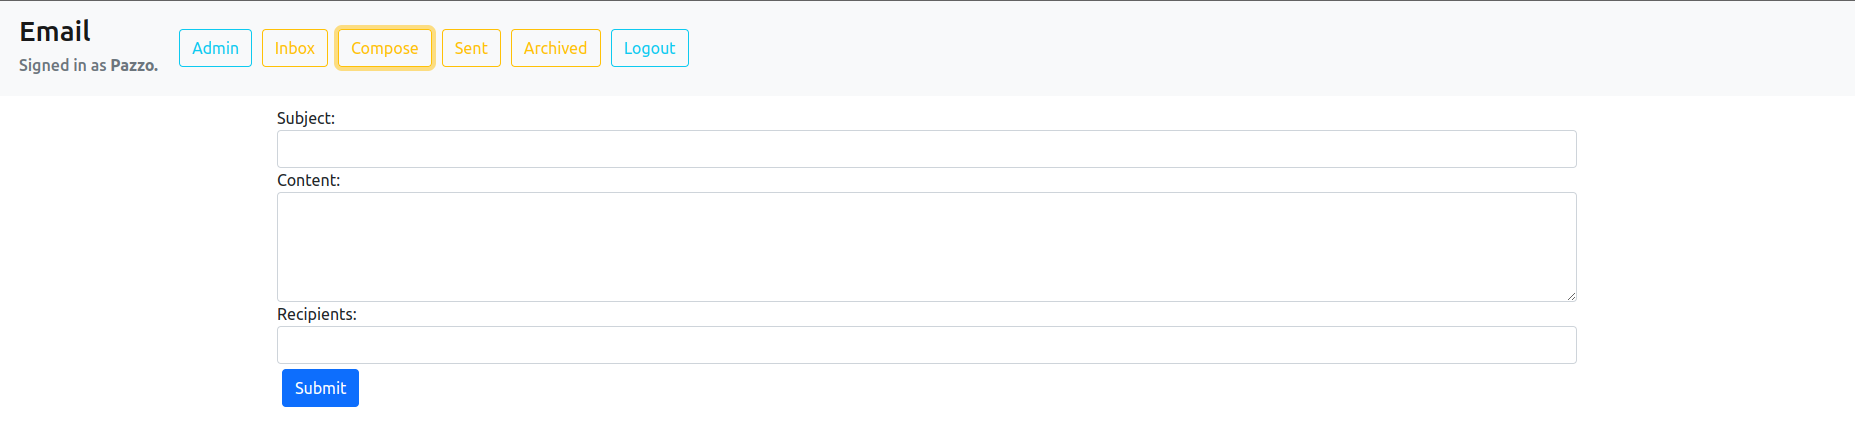 Email
Signed in as Pazzo.
Admin
Inbox
Compose
Sent
Archived
Logout
Subject:
Content:
Recipients:
Submit